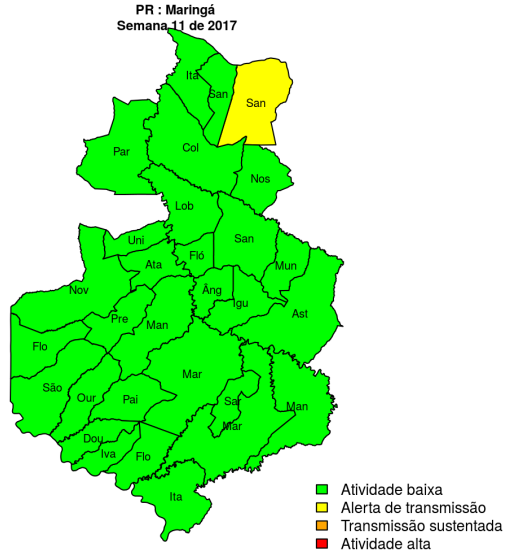 PR : Maringá
Semana 11 de 2017
Ita
San
San
Par
Col
Nos
Lob
Uni
San
Fló
Ata
Mun
Nov
Âng
Igu
Ast
Pre
Man
Flo
Mar
São
Our
Pai
Sar
Man
Mar
Dou
Iva
Flo
Ita
Atividade baixa
Alerta de transmissão
Transmissão sustentada
Atividade alta